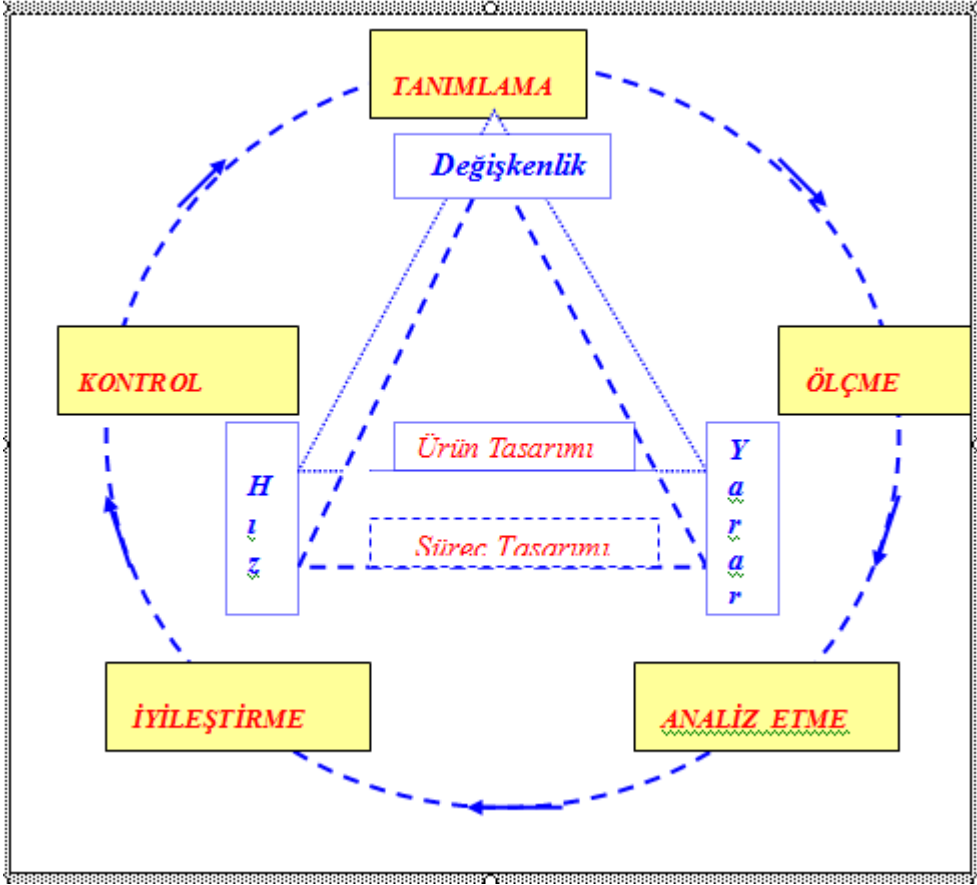 TANIMLAMA
Değişkenlik
KONTROL
ÖLÇME
Ürün Tasarımı
H
ı
z
Y
a
r
a
r
Süreç Tasarımı
İYİLEŞTİRME
ANALİZ ETME